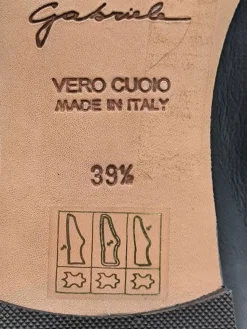 Gabriele
VERO CUOIO
MADE IN ITALY
39½